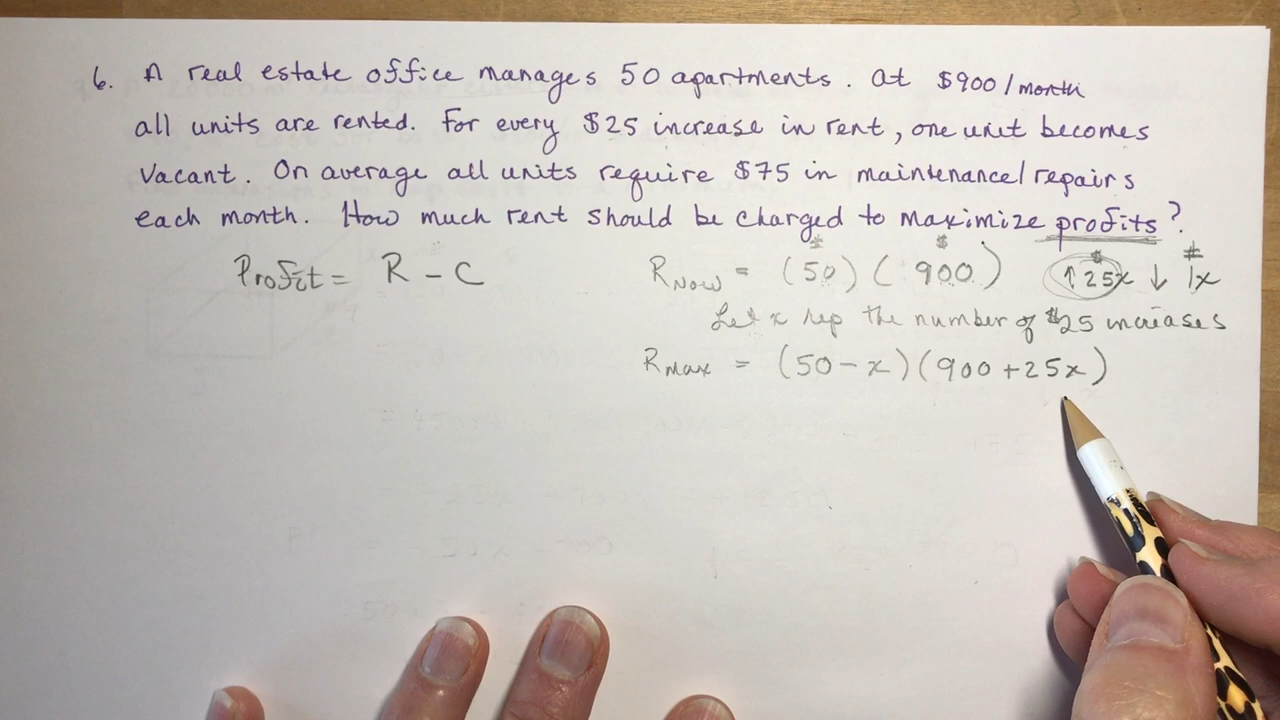 6. A real estate office manages 50 apartments. At $900/month
all units are rented. For every $25 increase in rent, one unit becomes
vacant. On average all units require $75 in maintenance/repairs
each month. How much rent should be charged to maximize profits?
# $ $ #
Profit = R - C R Now = (50)(900) ↑25x ↓ 1x
Let x rep the number of $25 increases
R Max = (50-x)(900+25x)